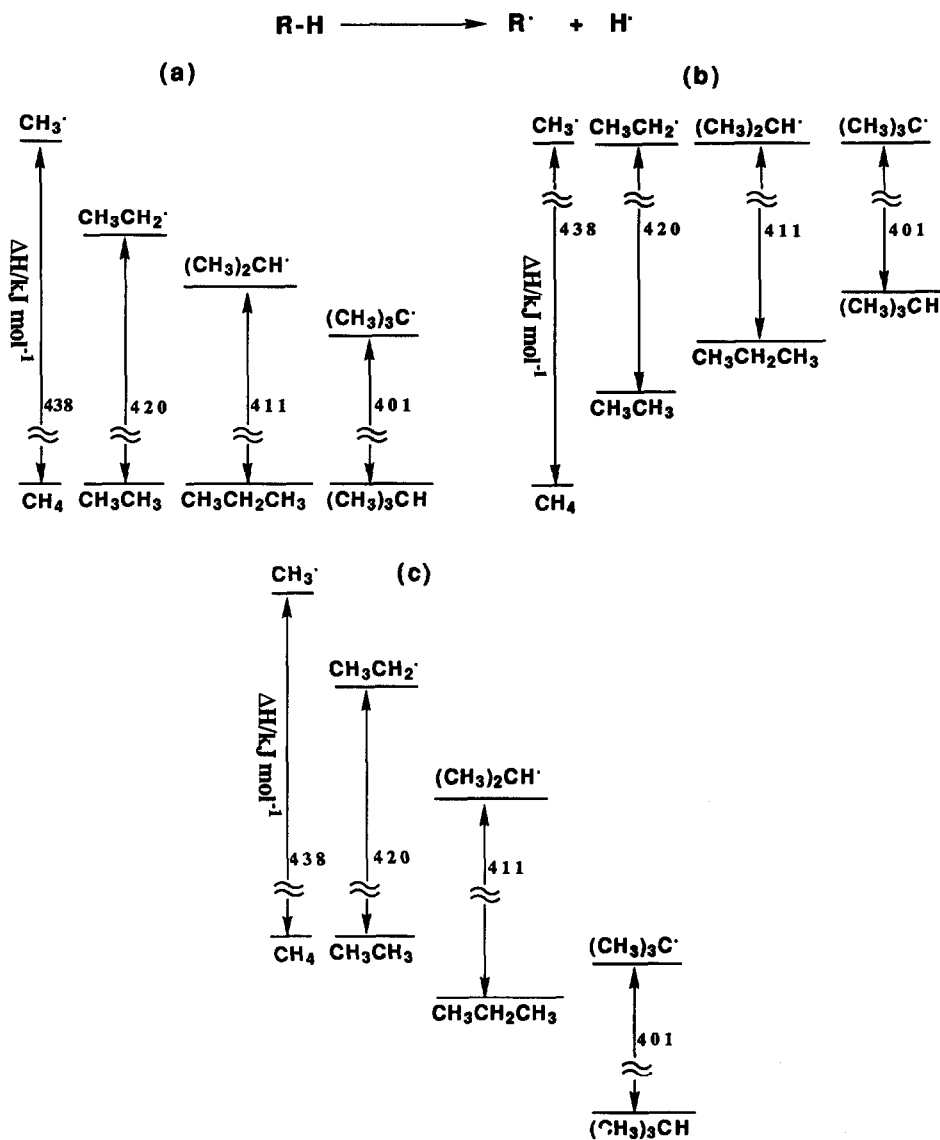 R-H → R· + H·
(a)
CH3·
CH3CH2·
(CH3)2CH·
(CH3)3C·
ΔH/kJ mol-1
438
420
411
401
CH4
CH3CH3
CH3CH2CH3
(CH3)3CH
(b)
CH3·
CH3CH2·
(CH3)2CH·
(CH3)3C·
438
420
411
401
ΔH/kJ mol-1
(CH3)3CH
CH3CH2CH3
CH3CH3
CH4
(c)
CH3·
CH3CH2·
ΔH/kJ mol-1
(CH3)2CH·
438
420
411
CH4
CH3CH3
(CH3)3C·
CH3CH2CH3
401
(CH3)3CH